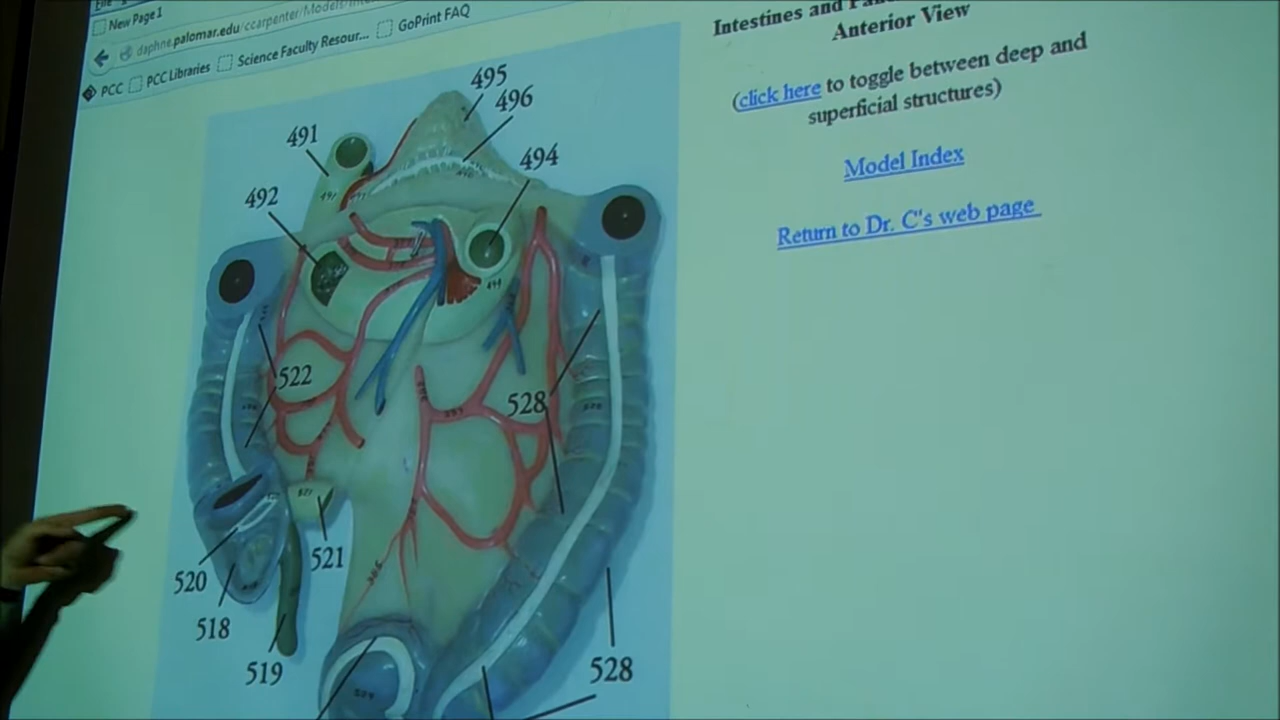 New Page 1
daphne.palomar.edu/ccarpenter/Models/
PCC PCC Libraries Science Faculty Resour... GoPrint FAQ
Intestines and
Anterior View
(click here to toggle between deep and
superficial structures)
Model Index
Return to Dr. C's web page
495
496
491
494
492
522
528
521
520
518
519
528